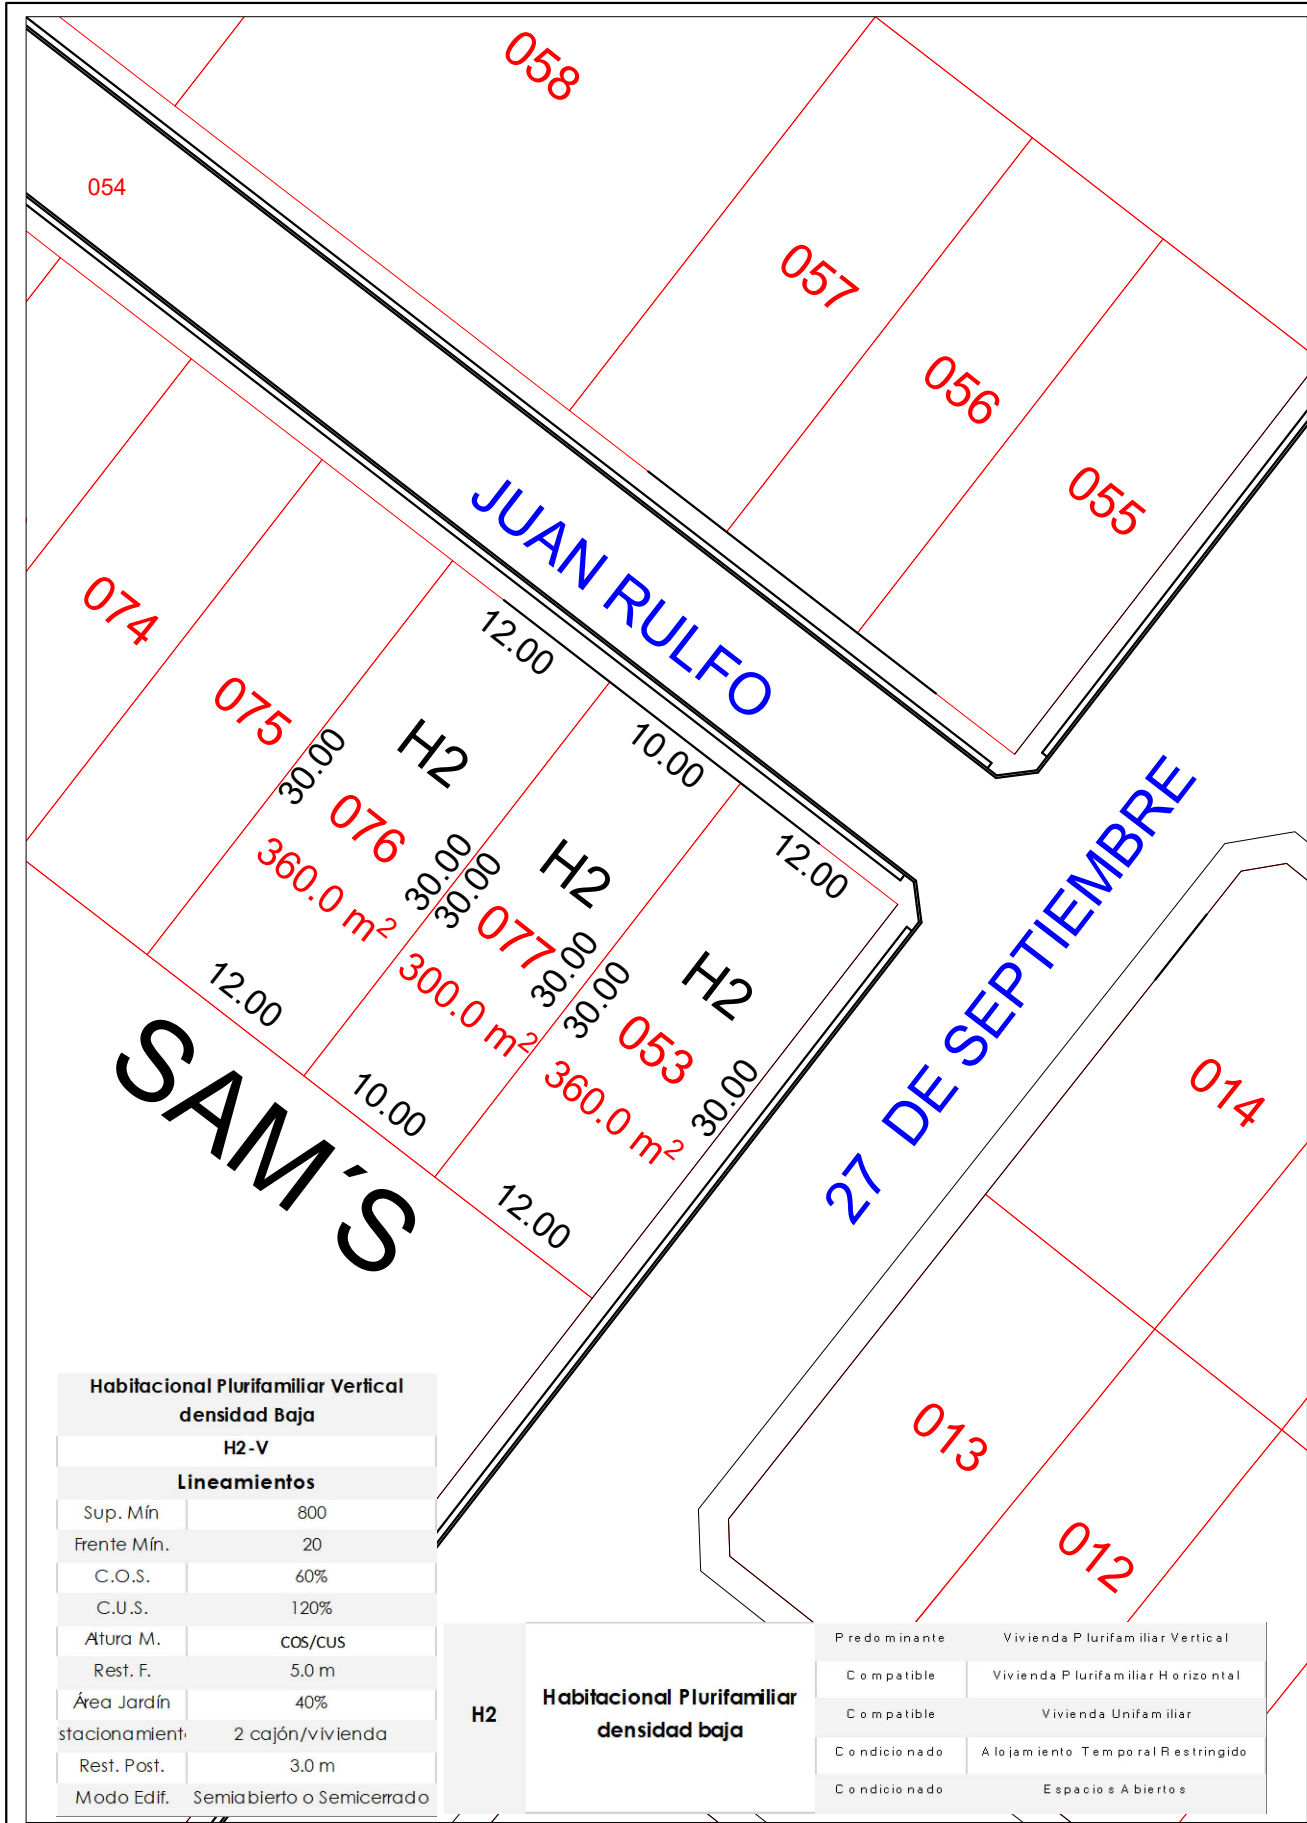 058
054
057
056
055
JUAN RULFO
074
075
12.00
10.00
12.00
H2
30.00
076
360.0 m²
30.00
12.00
H2
30.00
077
300.0 m²
30.00
10.00
H2
30.00
053
360.0 m²
30.00
12.00
SAM´S
27 DE SEPTIEMBRE
014
013
012
Habitacional Plurifamiliar Vertical
densidad Baja
H2-V
Lineamientos
Sup. Mín 800
Frente Mín. 20
C.O.S. 60%
C.U.S. 120%
Altura M. cos/cus
Rest. F. 5.0 m
Área Jardín 40%
stacionamient 2 cajón/vivienda
Rest. Post. 3.0 m
Modo Edif. Semiabierto o Semicerrado
H2
Habitacional Plurifamiliar
densidad baja
Predominante Vivienda Plurifamiliar Vertical
Compatible Vivienda Plurifamiliar Horizontal
Compatible Vivienda Unifamiliar
Condicionado Alojamiento Temporal Restringido
Condicionado Espacios Abiertos